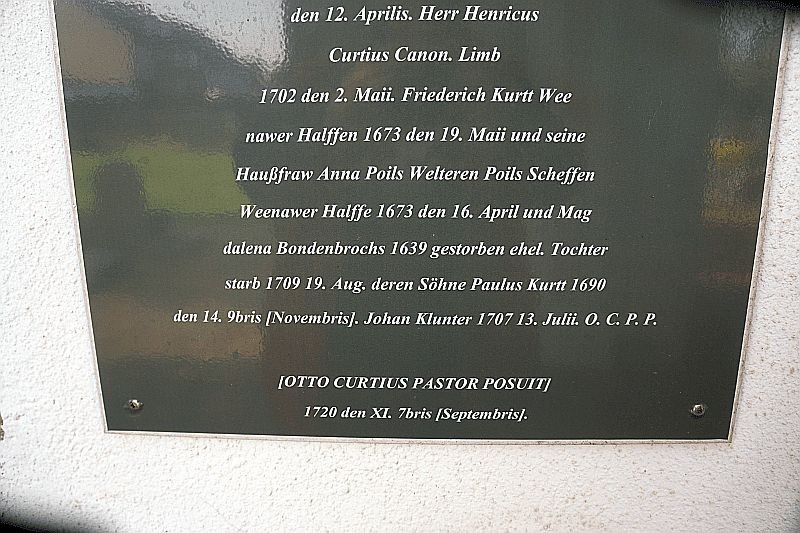 den 12. Aprilis. Herr Henricus
Curtius Canon. Limb
1702 den 2. Maii. Friederich Kurtt Wee
nawer Halffen 1673 den 19. Maii und seine
Haußfraw Anna Poils Welteren Poils Scheffen
Weenawer Halffe 1673 den 16. April und Mag
dalena Bondenbrochs 1639 gestorben ehel. Tochter
starb 1709 19. Aug. deren Söhne Paulus Kurtt 1690
den 14. 9bris [Novembris]. Johan Klunter 1707 13. Julii. O. C. P. P.
[OTTO CURTIUS PASTOR POSUIT]
1720 den XI. 7bris [Septembris].